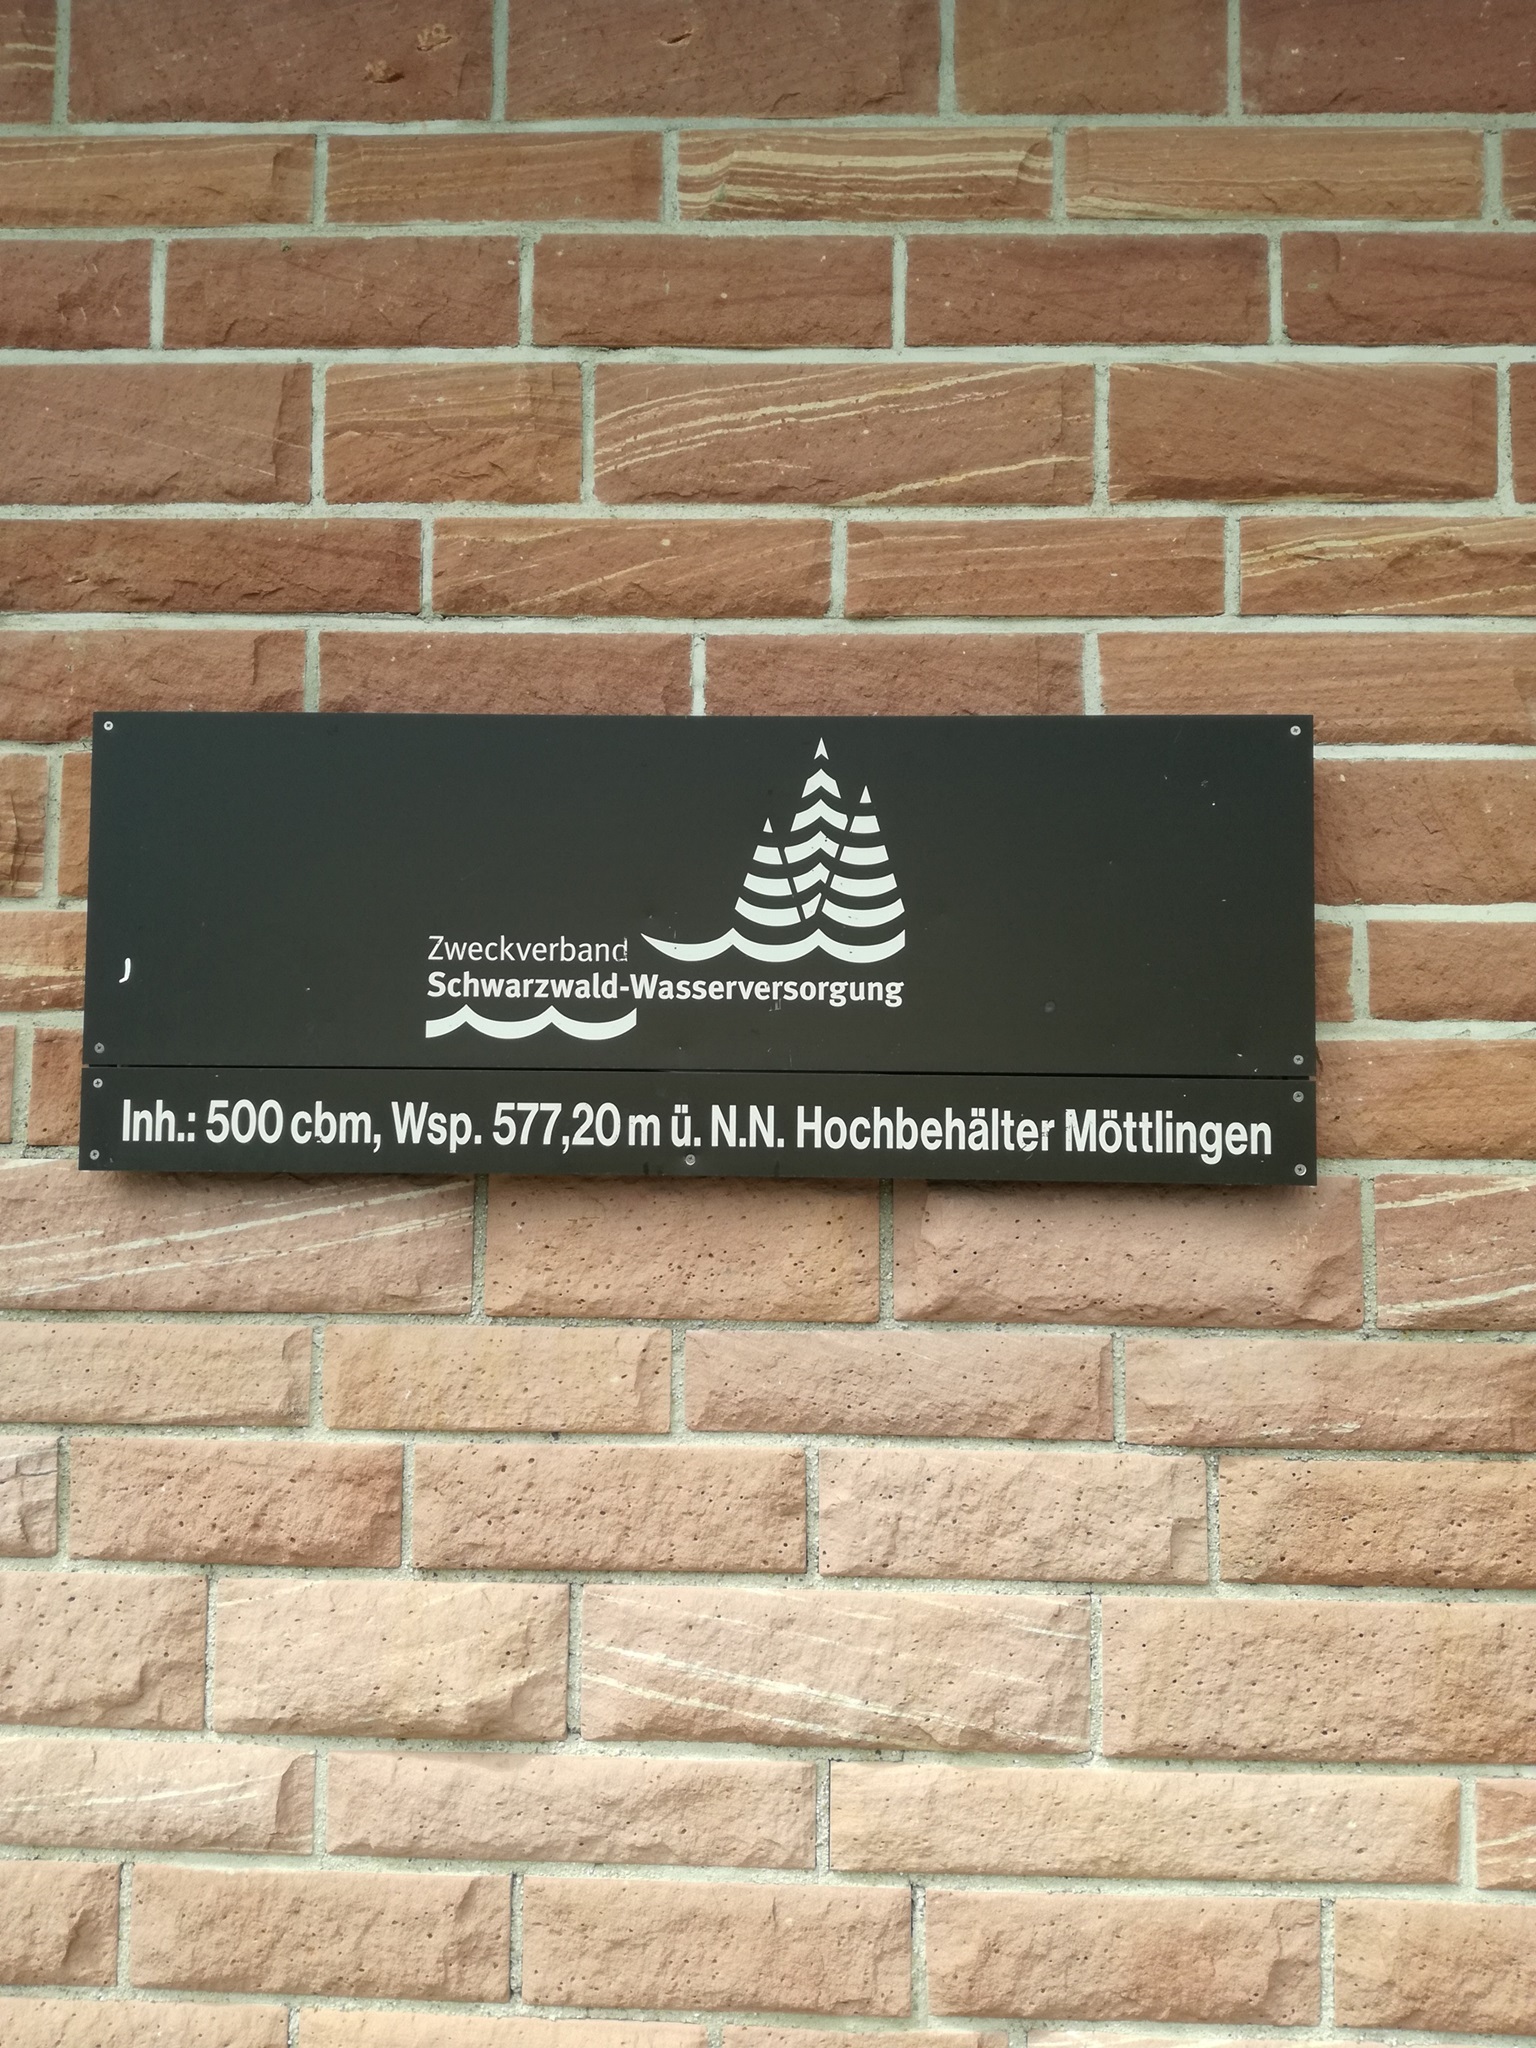 Zweckverband
Schwarzwald-Wasserversorgung
Inh.: 500 cbm, Wsp. 577,20 m ü. N.N. Hochbehälter Möttlingen